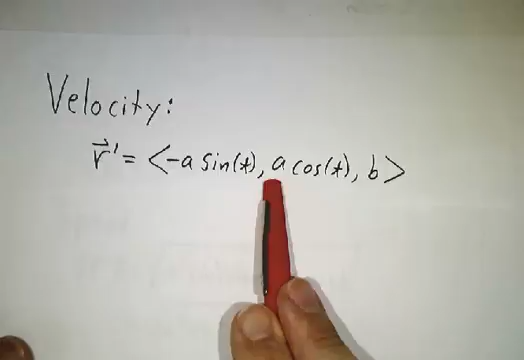 Velocity:
r⃗' = <-a sin(t), a cos(t), b>